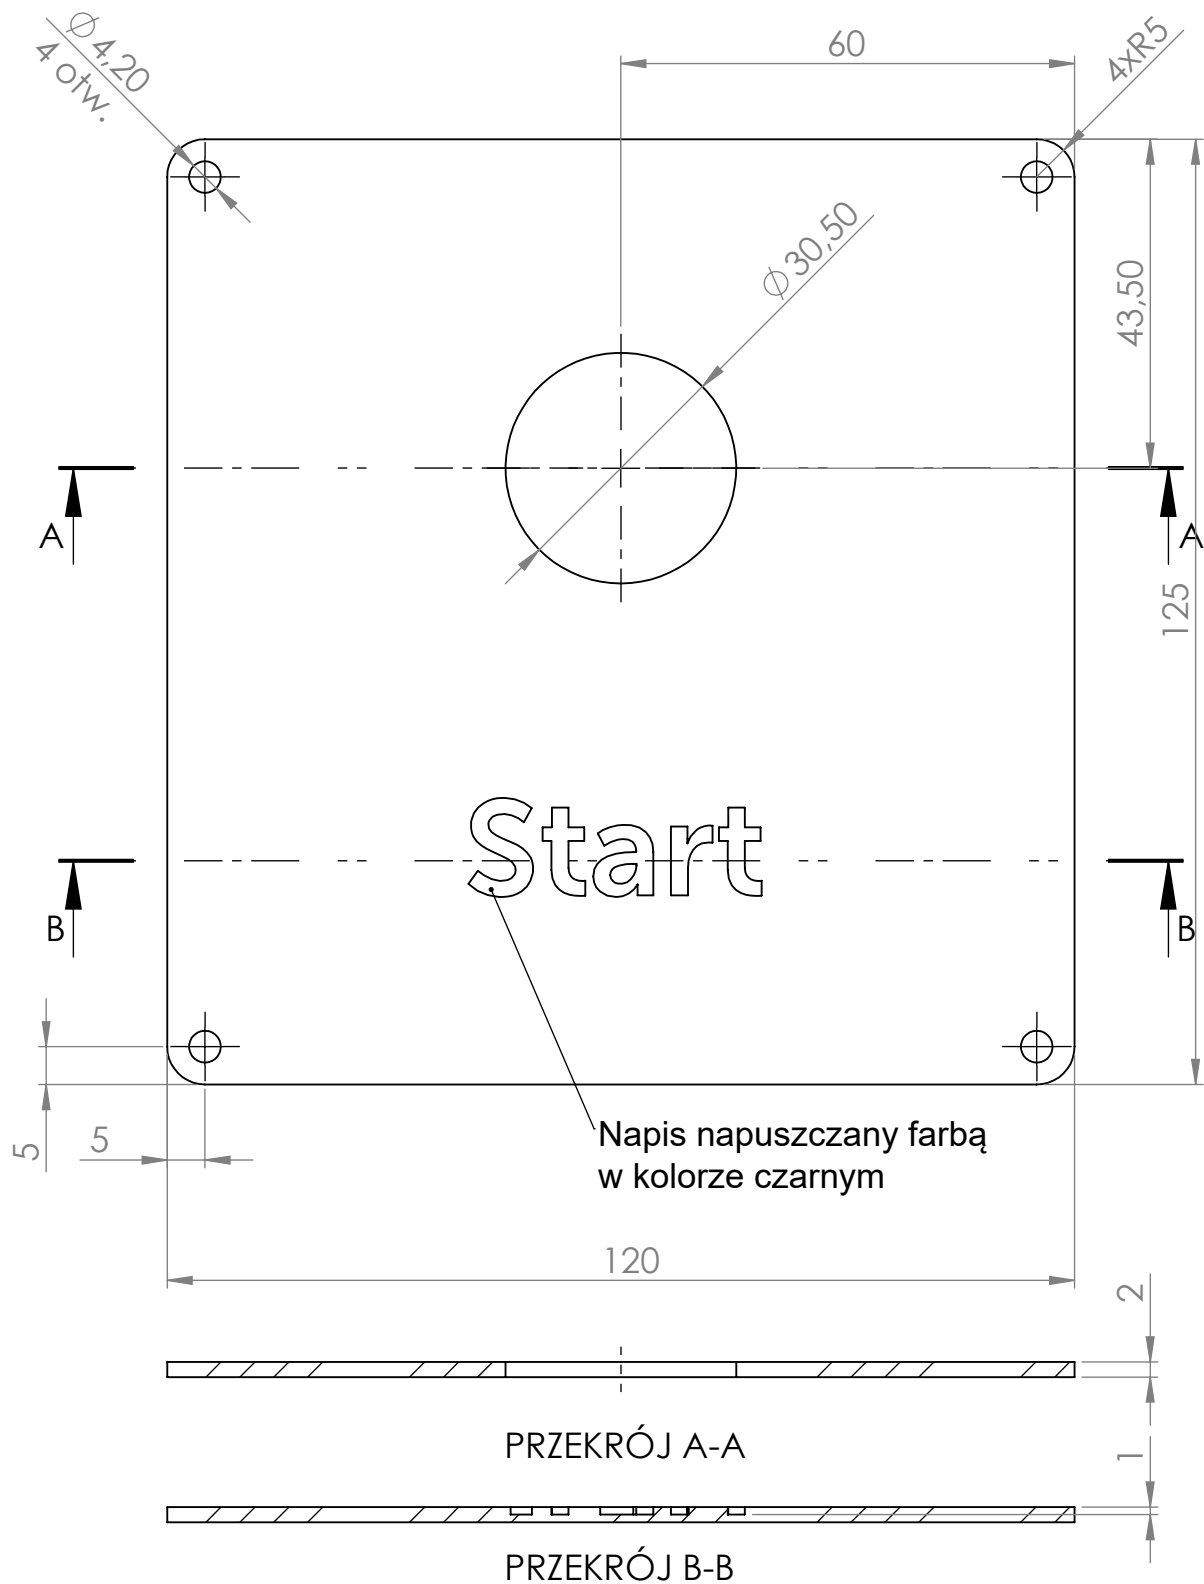 Ø 4,20
4 otw.
60
4xR5
Ø 30,50
43,50
A
A
125
Start
B
B
5
5
Napis napuszczany farbą
w kolorze czarnym
120
2
PRZEKRÓJ A-A
1
PRZEKRÓJ B-B